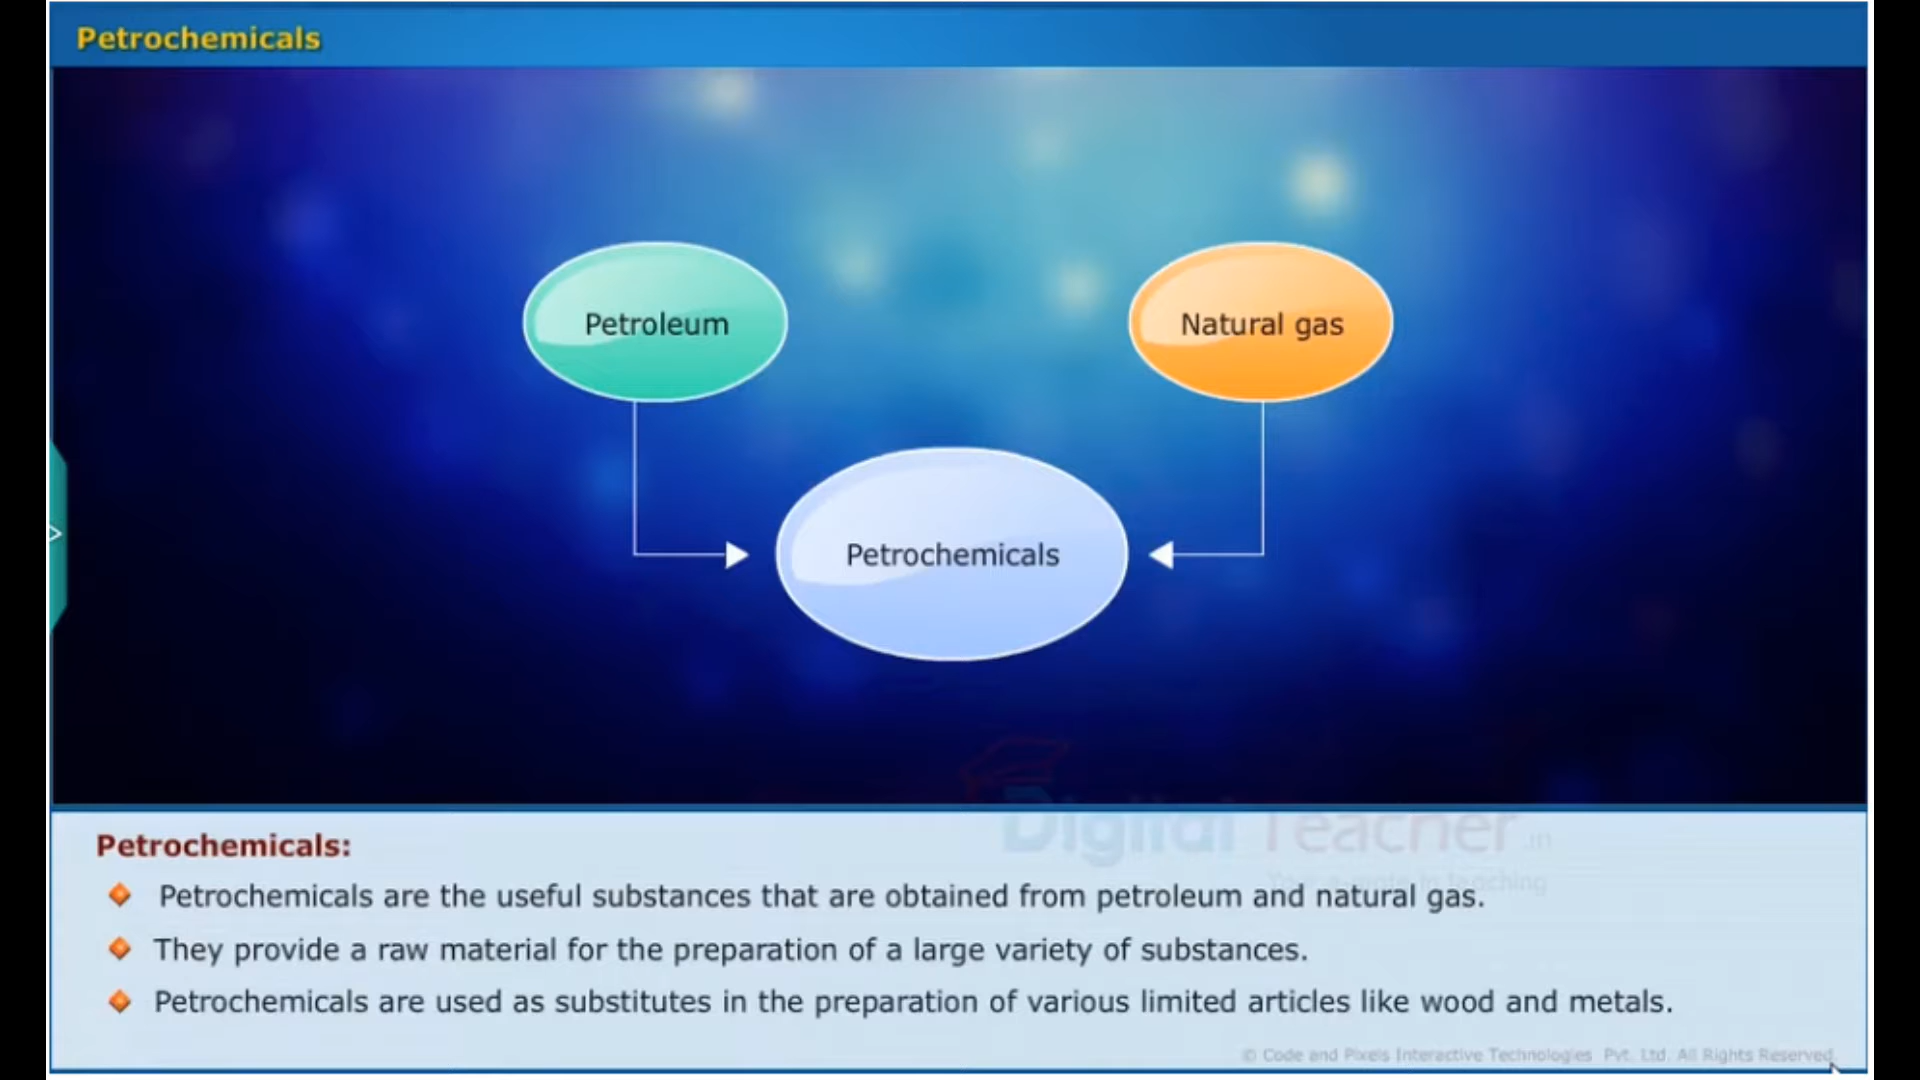 Petrochemicals
Petroleum
Natural gas
Petrochemicals
Digital Teacher.in
Petrochemicals:
Petrochemicals are the useful substances that are obtained from petroleum and natural gas.
They provide a raw material for the preparation of a large variety of substances.
Petrochemicals are used as substitutes in the preparation of various limited articles like wood and metals.
© Code and Pixels Interactive Technologies Pvt. Ltd. All Rights Reserved.